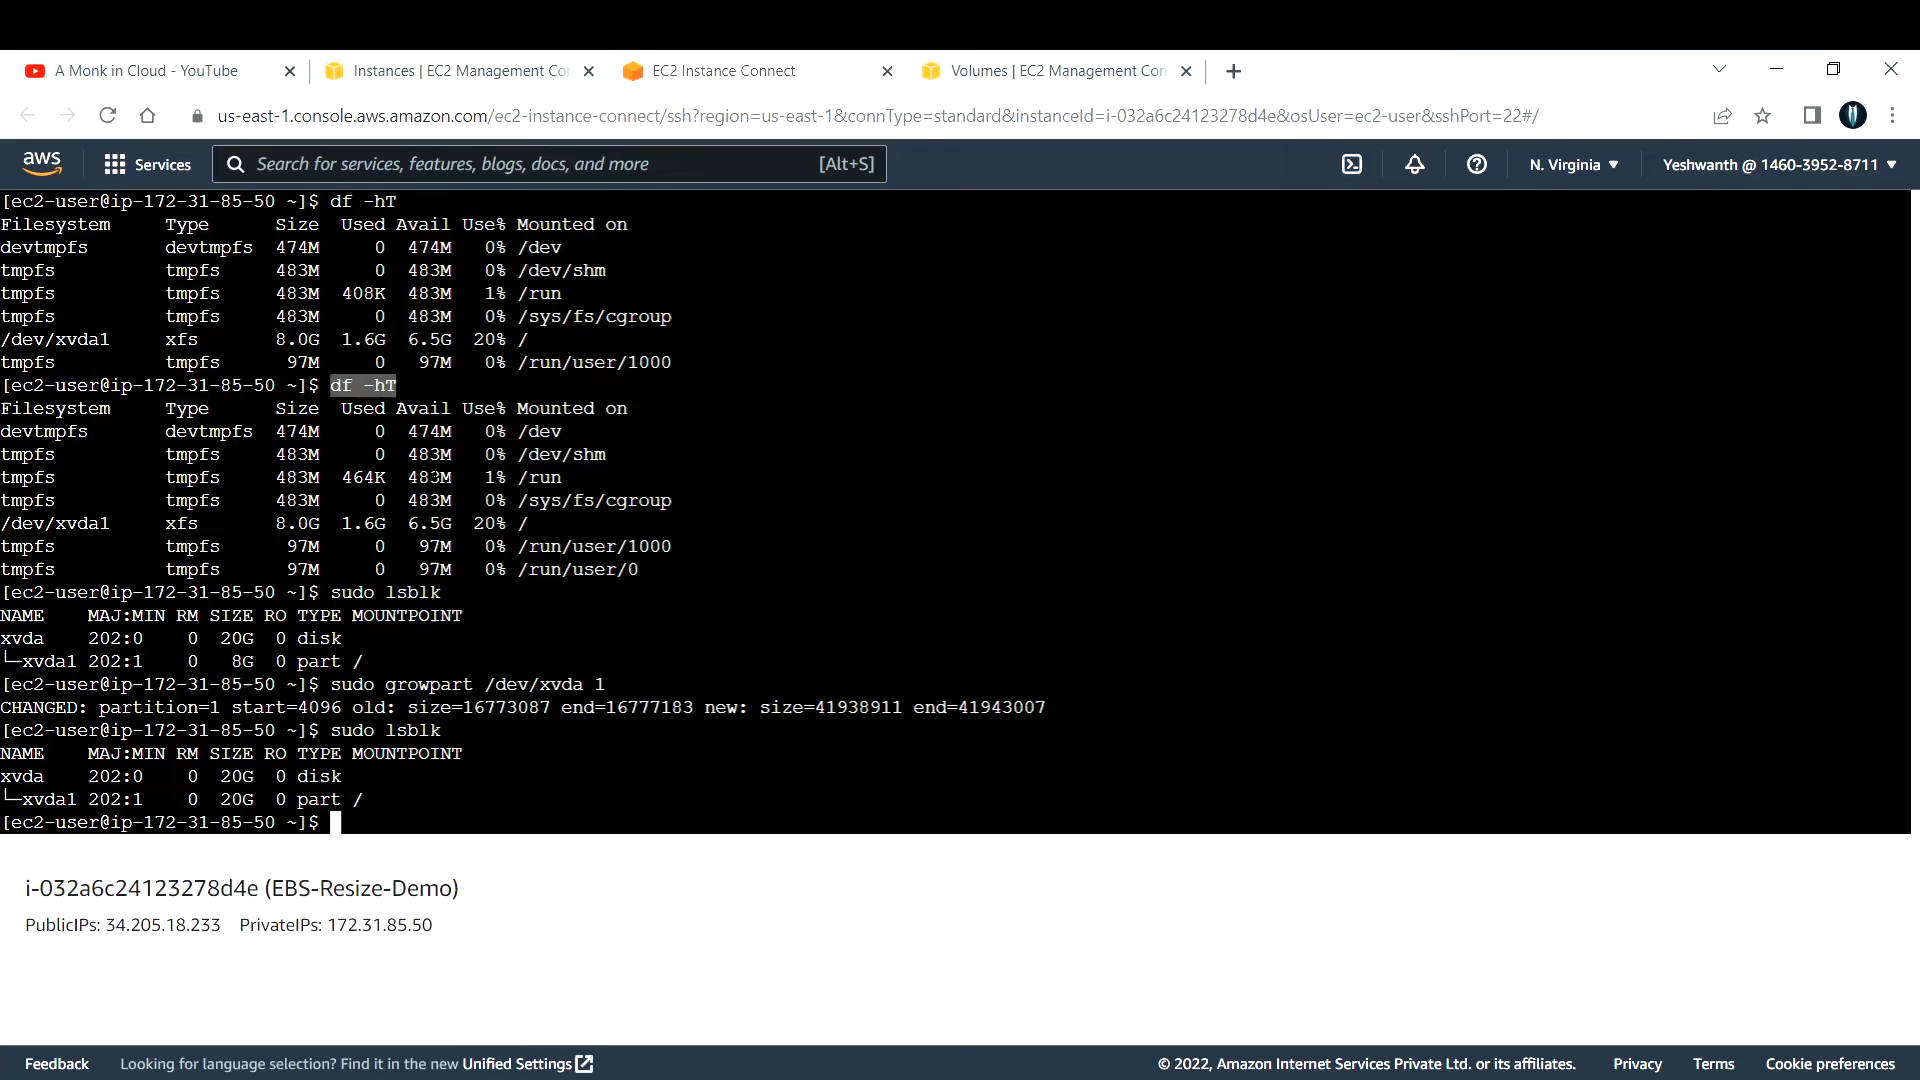 A Monk in Cloud - YouTube
Instances | EC2 Management Co
EC2 Instance Connect
Volumes | EC2 Management Con
us-east-1.console.aws.amazon.com/ec2-instance-connect/ssh?region=us-east-1&connType=standard&instanceId=i-032a6c24123278d4e&osUser=ec2-user&sshPort=22#/
aws
Services
Search for services, features, blogs, docs, and more [Alt+S]
N. Virginia
Yeshwanth @ 1460-3952-8711
[ec2-user@ip-172-31-85-50 ~]$ df -hT
Filesystem     Type      Size  Used Avail Use% Mounted on
devtmpfs       devtmpfs  474M     0  474M   0% /dev
tmpfs          tmpfs     483M     0  483M   0% /dev/shm
tmpfs          tmpfs     483M  408K  483M   1% /run
tmpfs          tmpfs     483M     0  483M   0% /sys/fs/cgroup
/dev/xvda1     xfs       8.0G  1.6G  6.5G  20% /
tmpfs          tmpfs      97M     0   97M   0% /run/user/1000
[ec2-user@ip-172-31-85-50 ~]$ df -hT
Filesystem     Type      Size  Used Avail Use% Mounted on
devtmpfs       devtmpfs  474M     0  474M   0% /dev
tmpfs          tmpfs     483M     0  483M   0% /dev/shm
tmpfs          tmpfs     483M  464K  483M   1% /run
tmpfs          tmpfs     483M     0  483M   0% /sys/fs/cgroup
/dev/xvda1     xfs       8.0G  1.6G  6.5G  20% /
tmpfs          tmpfs      97M     0   97M   0% /run/user/1000
tmpfs          tmpfs      97M     0   97M   0% /run/user/0
[ec2-user@ip-172-31-85-50 ~]$ sudo lsblk
NAME    MAJ:MIN RM SIZE RO TYPE MOUNTPOINT
xvda    202:0    0  20G  0 disk
└─xvda1 202:1    0   8G  0 part /
[ec2-user@ip-172-31-85-50 ~]$ sudo growpart /dev/xvda 1
CHANGED: partition=1 start=4096 old: size=16773087 end=16777183 new: size=41938911 end=41943007
[ec2-user@ip-172-31-85-50 ~]$ sudo lsblk
NAME    MAJ:MIN RM SIZE RO TYPE MOUNTPOINT
xvda    202:0    0  20G  0 disk
└─xvda1 202:1    0  20G  0 part /
[ec2-user@ip-172-31-85-50 ~]$
i-032a6c24123278d4e (EBS-Resize-Demo)
PublicIPs: 34.205.18.233 PrivateIPs: 172.31.85.50
Feedback
Looking for language selection? Find it in the new Unified Settings
© 2022, Amazon Internet Services Private Ltd. or its affiliates.
Privacy
Terms
Cookie preferences